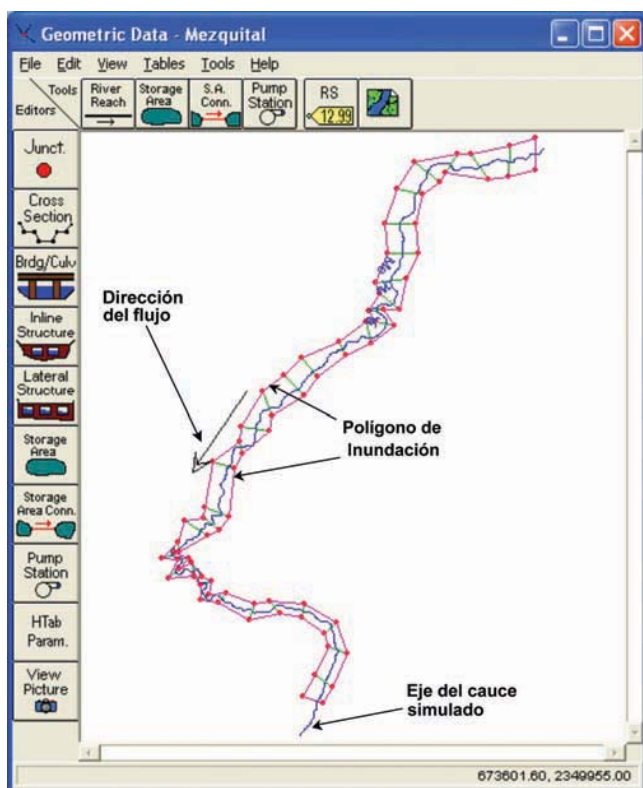 Geometric Data - Mezquital
File Edit View Tables Tools Help
Tools
Editors
River
Reach
Storage
Area
S.A.
Conn.
Pump
Station
RS
12.99
Junct.
Cross
Section
Brdg/Culv
Inline
Structure
Lateral
Structure
Storage
Area
Storage
Area Conn.
Pump
Station
HTab
Param.
View
Picture
Dirección
del flujo
Polígono de
Inundación
Eje del cauce
simulado
673601.60, 2349955.00